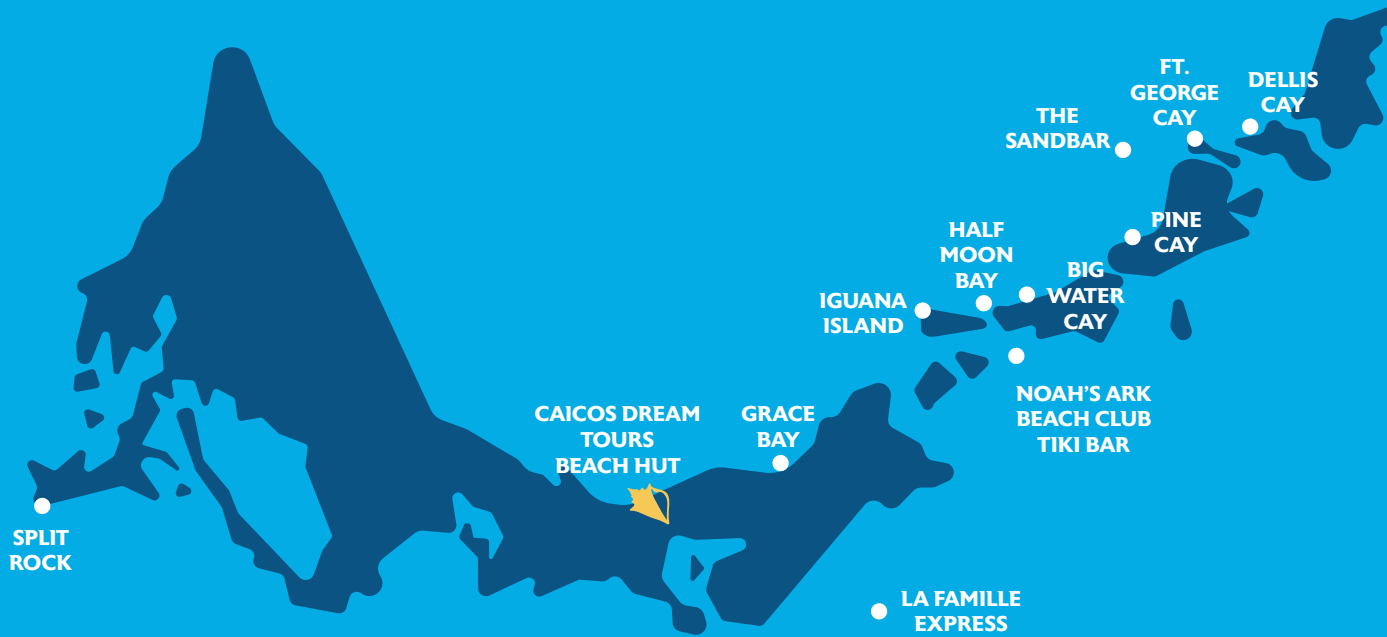 FT.
GEORGE
CAY
DELLIS
CAY
THE
SANDBAR
PINE
CAY
HALF
MOON
BAY
BIG
WATER
CAY
IGUANA
ISLAND
NOAH'S ARK
BEACH CLUB
TIKI BAR
CAICOS DREAM
TOURS
BEACH HUT
GRACE
BAY
SPLIT
ROCK
LA FAMILLE
EXPRESS